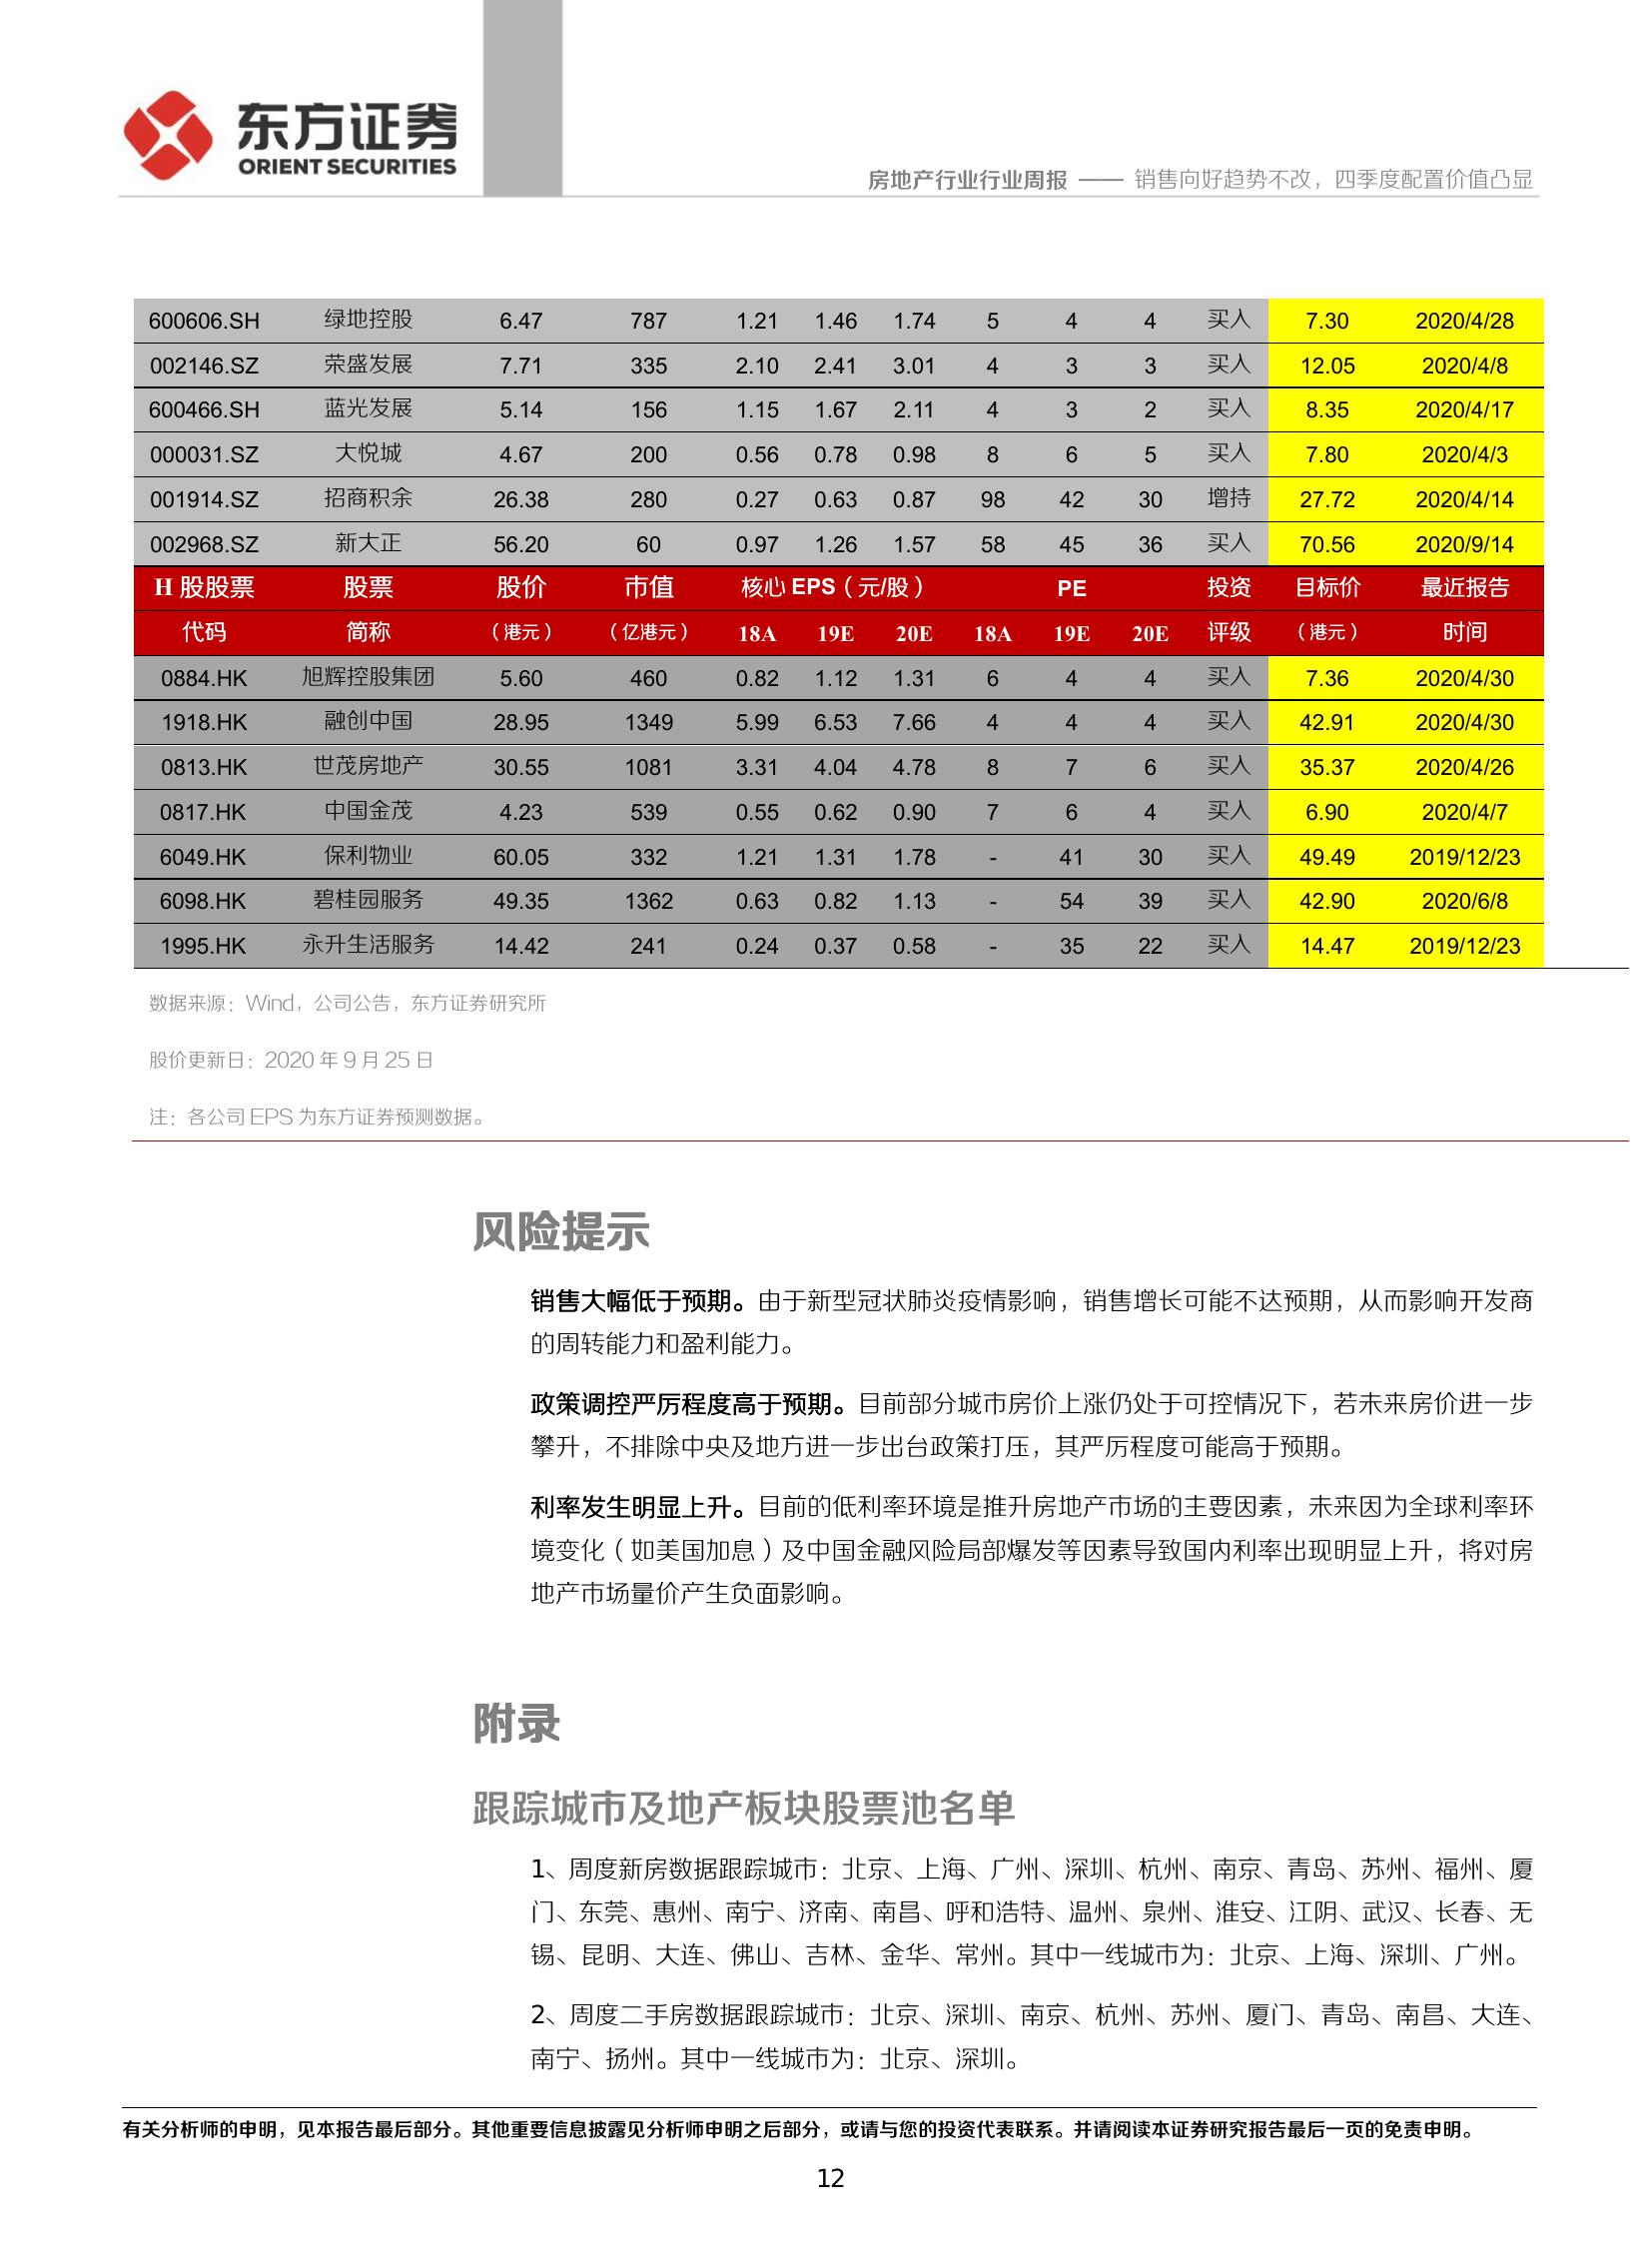 东方证券
ORIENT SECURITIES
房地产行业行业周报 —— 销售向好趋势不改，四季度配置价值凸显
600606.SH 绿地控股 6.47 787 1.21 1.46 1.74 5 4 4 买入 7.30 2020/4/28
002146.SZ 荣盛发展 7.71 335 2.10 2.41 3.01 4 3 3 买入 12.05 2020/4/8
600466.SH 蓝光发展 5.14 156 1.15 1.67 2.11 4 3 2 买入 8.35 2020/4/17
000031.SZ 大悦城 4.67 200 0.56 0.78 0.98 8 6 5 买入 7.80 2020/4/3
001914.SZ 招商积余 26.38 280 0.27 0.63 0.87 98 42 30 增持 27.72 2020/4/14
002968.SZ 新大正 56.20 60 0.97 1.26 1.57 58 45 36 买入 70.56 2020/9/14
H 股股票 股票 股价 市值 核心 EPS（元/股） PE 投资 目标价 最近报告
代码 简称 （港元） （亿港元） 18A 19E 20E 18A 19E 20E 评级 （港元） 时间
0884.HK 旭辉控股集团 5.60 460 0.82 1.12 1.31 6 4 4 买入 7.36 2020/4/30
1918.HK 融创中国 28.95 1349 5.99 6.53 7.66 4 4 4 买入 42.91 2020/4/30
0813.HK 世茂房地产 30.55 1081 3.31 4.04 4.78 8 7 6 买入 35.37 2020/4/26
0817.HK 中国金茂 4.23 539 0.55 0.62 0.90 7 6 4 买入 6.90 2020/4/7
6049.HK 保利物业 60.05 332 1.21 1.31 1.78 - 41 30 买入 49.49 2019/12/23
6098.HK 碧桂园服务 49.35 1362 0.63 0.82 1.13 - 54 39 买入 42.90 2020/6/8
1995.HK 永升生活服务 14.42 241 0.24 0.37 0.58 - 35 22 买入 14.47 2019/12/23
数据来源：Wind，公司公告，东方证券研究所
股价更新日：2020 年 9 月 25 日
注：各公司 EPS 为东方证券预测数据。
风险提示
销售大幅低于预期。由于新型冠状肺炎疫情影响，销售增长可能不达预期，从而影响开发商
的周转能力和盈利能力。
政策调控严厉程度高于预期。目前部分城市房价上涨仍处于可控情况下，若未来房价进一步
攀升，不排除中央及地方进一步出台政策打压，其严厉程度可能高于预期。
利率发生明显上升。目前的低利率环境是推升房地产市场的主要因素，未来因为全球利率环
境变化（如美国加息）及中国金融风险局部爆发等因素导致国内利率出现明显上升，将对房
地产市场量价产生负面影响。
附录
跟踪城市及地产板块股票池名单
1、周度新房数据跟踪城市：北京、上海、广州、深圳、杭州、南京、青岛、苏州、福州、厦
门、东莞、惠州、南宁、济南、南昌、呼和浩特、温州、泉州、淮安、江阴、武汉、长春、无
锡、昆明、大连、佛山、吉林、金华、常州。其中一线城市为：北京、上海、深圳、广州。
2、周度二手房数据跟踪城市：北京、深圳、南京、杭州、苏州、厦门、青岛、南昌、大连、
南宁、扬州。其中一线城市为：北京、深圳。
有关分析师的申明，见本报告最后部分。其他重要信息披露见分析师申明之后部分，或请与您的投资代表联系。并请阅读本证券研究报告最后一页的免责申明。
12